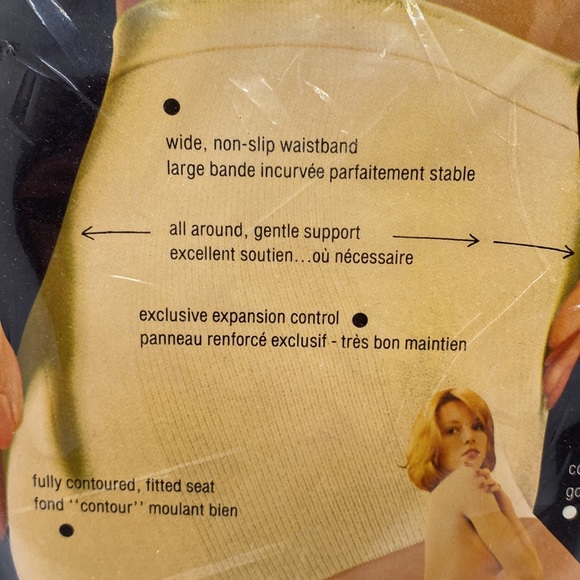 wide, non-slip waistband
large bande incurvée parfaitement stable
all around, gentle support
excellent soutien...où nécessaire
exclusive expansion control
panneau renforcé exclusif - très bon maintien
fully contoured, fitted seat
fond ''contour'' moulant bien